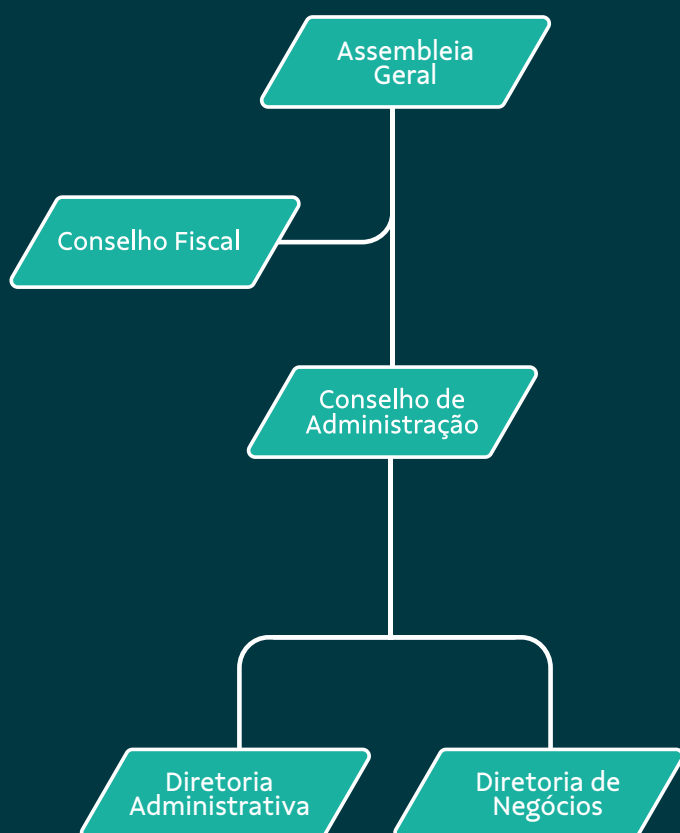 Assembleia
Geral
Conselho Fiscal
Conselho de
Administração
Diretoria
Administrativa
Diretoria de
Negócios